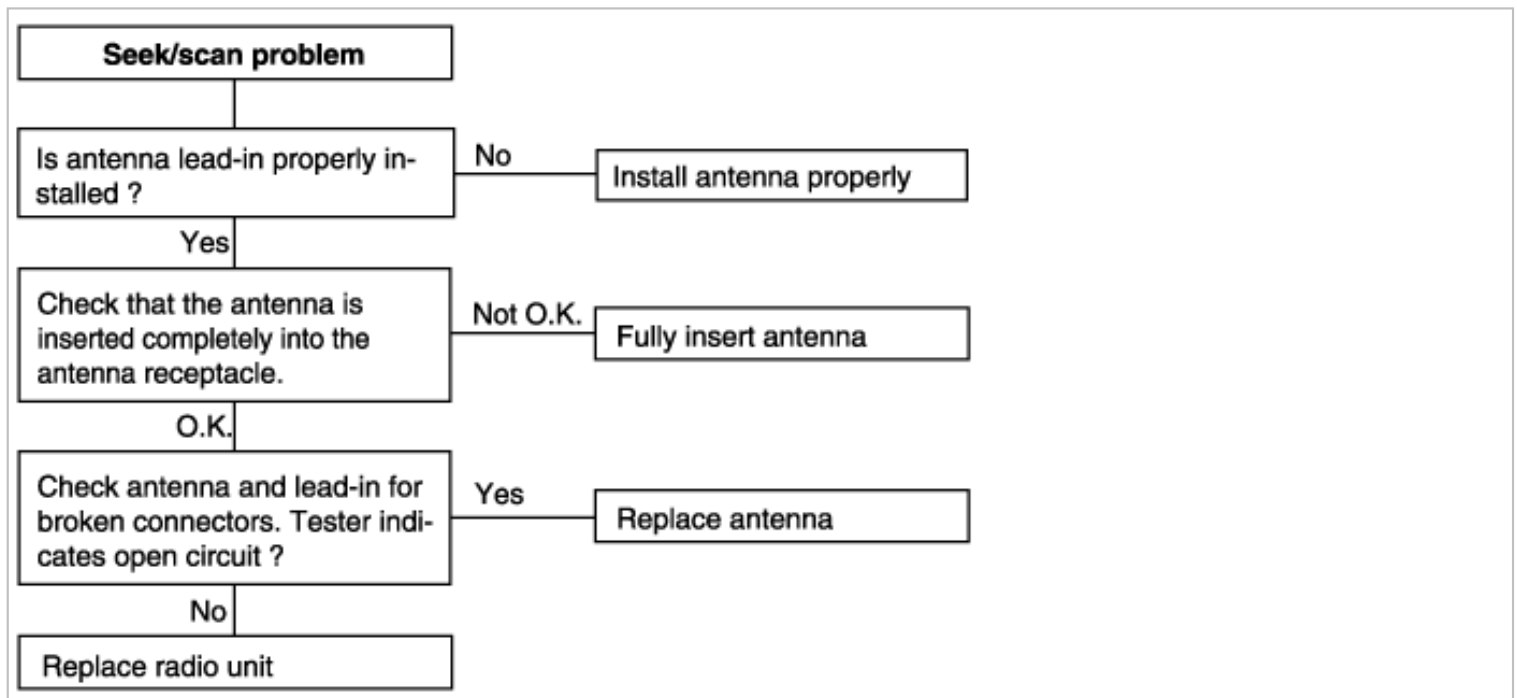 Seek/scan problem
Is antenna lead-in properly in-
stalled ?
No
Install antenna properly
Yes
Check that the antenna is
inserted completely into the
antenna receptacle.
Not O.K.
Fully insert antenna
O.K.
Check antenna and lead-in for
broken connectors. Tester indi-
cates open circuit ?
Yes
Replace antenna
No
Replace radio unit